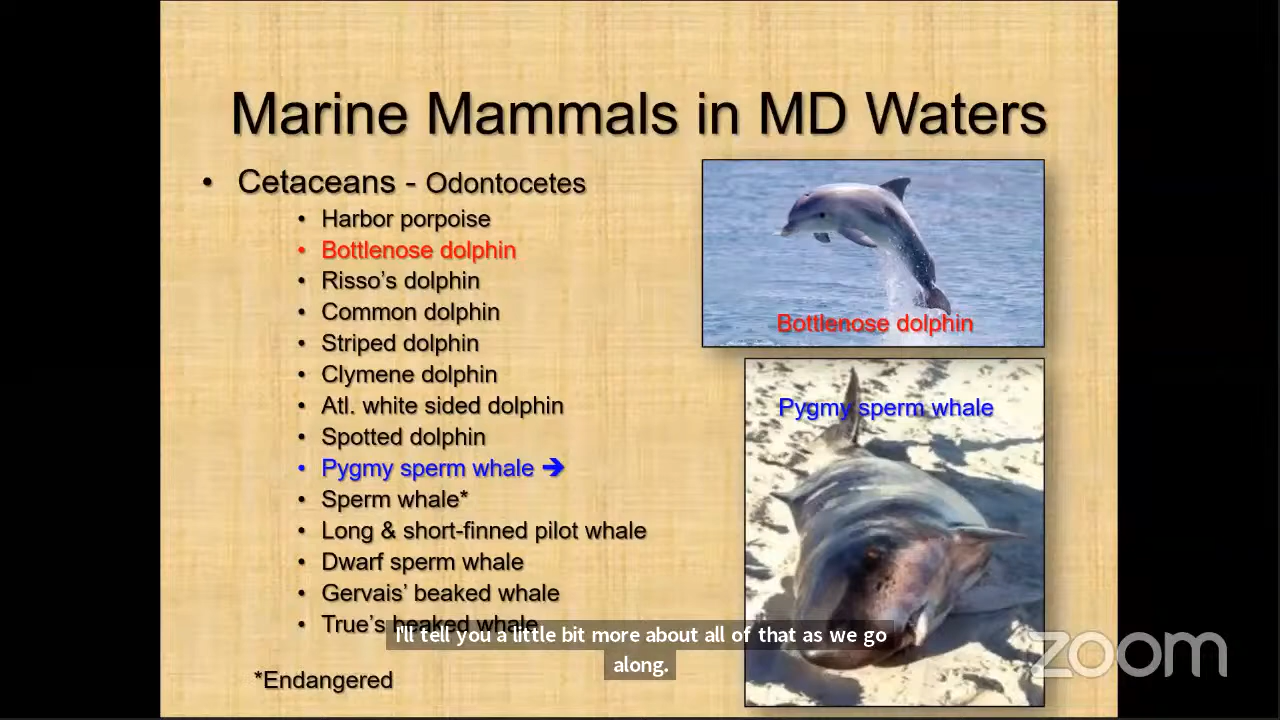 Marine Mammals in MD Waters
• Cetaceans - Odontocetes
• Harbor porpoise
• Bottlenose dolphin
• Risso's dolphin
• Common dolphin
• Striped dolphin
• Clymene dolphin
• Atl. white sided dolphin
• Spotted dolphin
• Pygmy sperm whale ➔
• Sperm whale*
• Long & short-finned pilot whale
• Dwarf sperm whale
• Gervais' beaked whale
• True's beaked whale
*Endangered
Bottlenose dolphin
Pygmy sperm whale
I'll tell you a little bit more about all of that as we go
along.
zoom